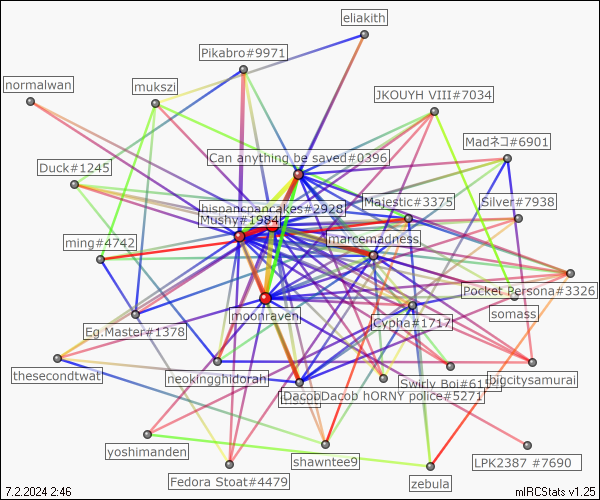 eliakith
Pikabro#9971
normalwan
mukszi
JKOUYH VIII#7034
Madネコ#6901
Can anything be saved#0396
Duck#1245
Majestic#3375
Silver#7938
hispancpancakes#2928
Mushy#1984
ming#4742
marcemadness
Pocket Persona#3326
moonraven
somass
Cypha#1717
Eg.Master#1378
thesecondtwat
neokingghidorah
Swirly Boi#615
bigcitysamurai
DacobDacob hORNY police#5271
yoshimanden
shawntee9
LPK2387 #7690
Fedora Stoat#4479
zebula
7.2.2024 2:46
mIRCStats v1.25